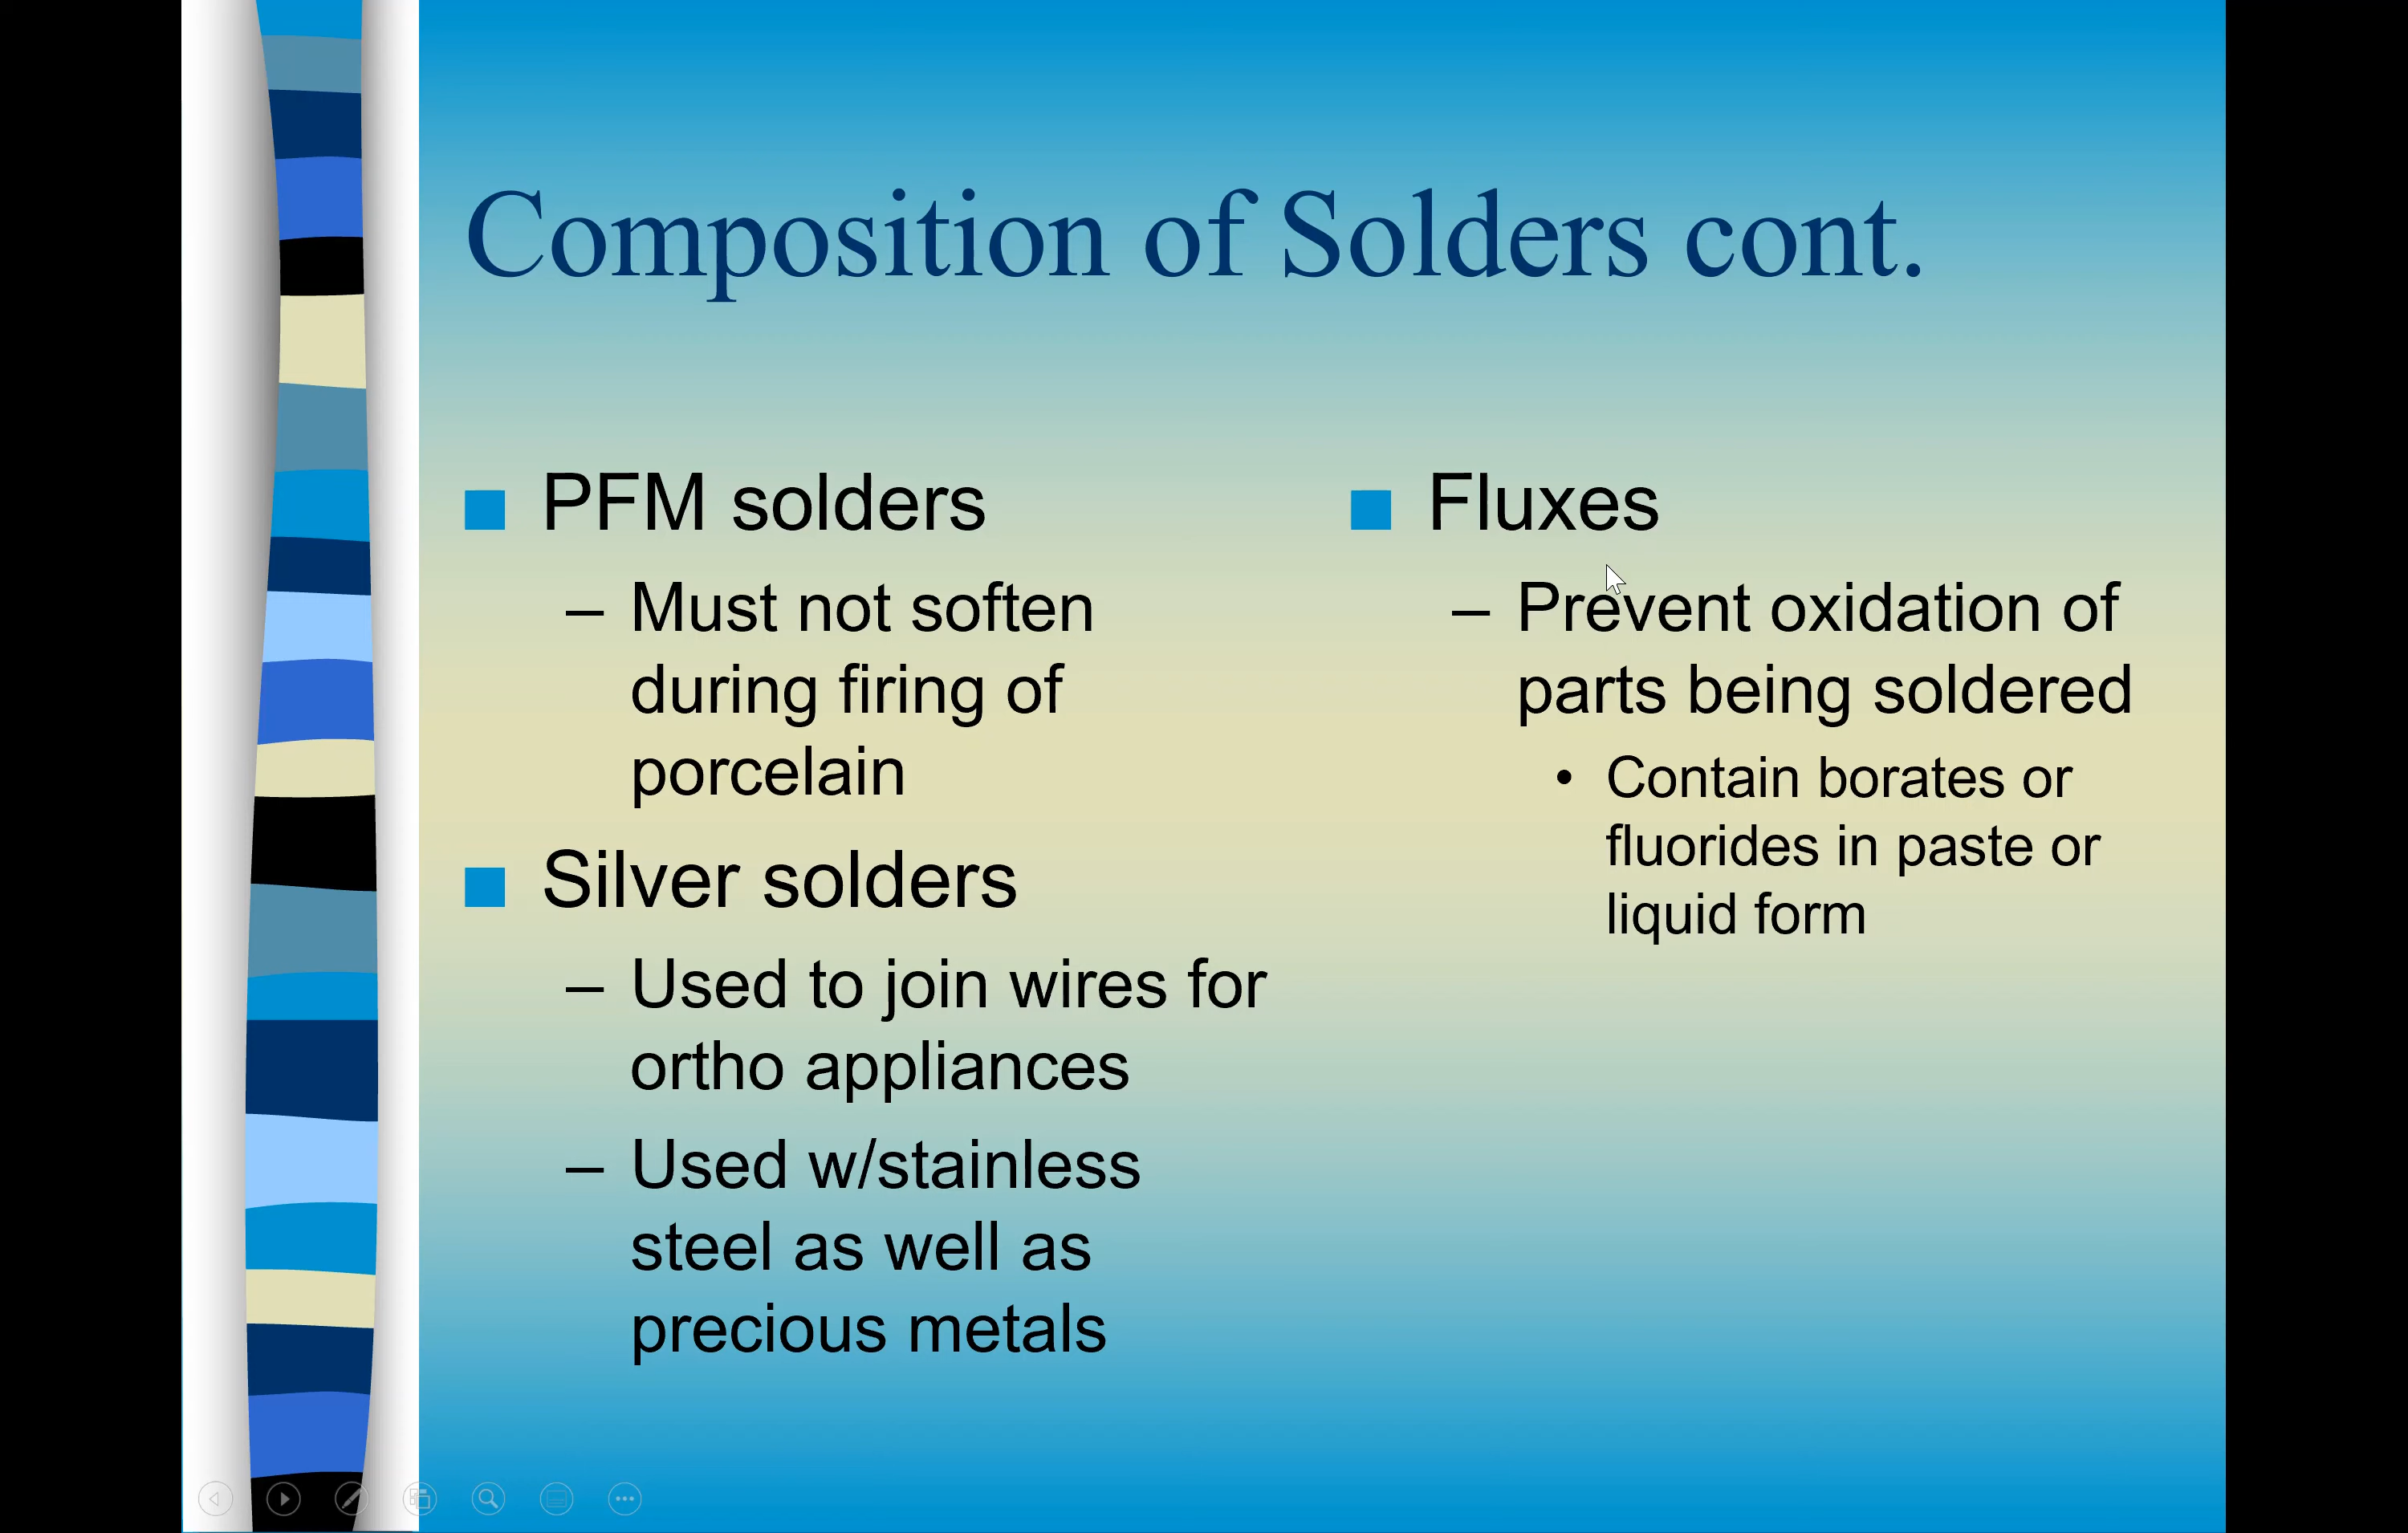 Composition of Solders cont.
■ PFM solders
– Must not soften
during firing of
porcelain
■ Silver solders
– Used to join wires for
ortho appliances
– Used w/stainless
steel as well as
precious metals
■ Fluxes
– Prevent oxidation of
parts being soldered
• Contain borates or
fluorides in paste or
liquid form